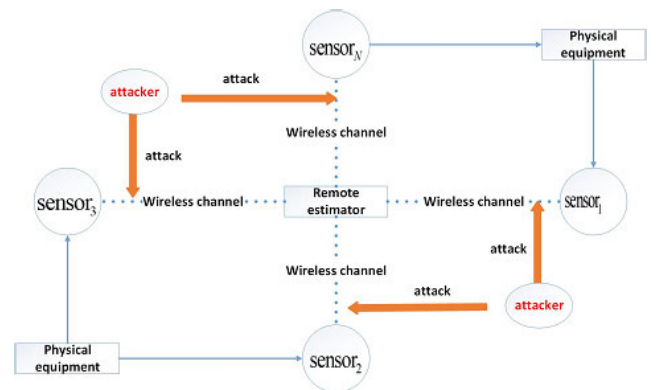 sensor_N
Physical
equipment
attack
attacker
Wireless channel
attack
sensor_3
Wireless channel
Remote
estimator
Wireless channel
sensor_1
attack
Wireless channel
attack
attacker
Physical
equipment
sensor_2